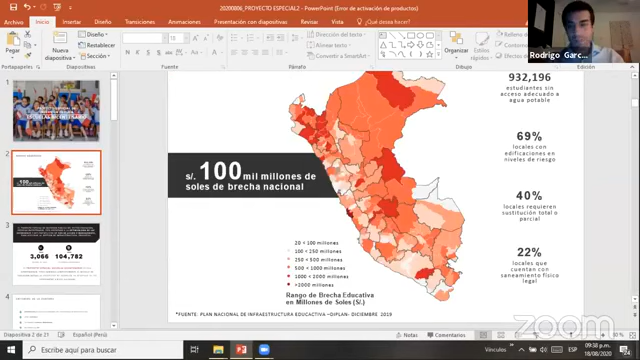 20200806_PROYECTO ESPECIAL2 - PowerPoint (Error de activación de productos)
Archivo Inicio Insertar Diseño Transiciones Animaciones Presentación con diapositivas Revisar Vista ¿Qué desea hacer?
Pegar
Nueva diapositiva
Diseño
Restablecer
Sección
Dirección del texto
Alinear texto
Convertir a SmartArt
Organizar
Estilos
Portapapeles
Diapositivas
Fuente
Párrafo
Dibujo
Edición
Rodrigo Garc...
1
2
3
4
3,066
104,782
932,196
estudiantes sin
acceso adecuado a
agua potable
69%
locales con
edificaciones en
niveles de riesgo
40%
locales requieren
sustitución total o
parcial
22%
locales que
cuentan con
saneamiento físico
legal
s/. 100 mil millones de
soles de brecha nacional
20 < 100 millones
100 < 250 millones
250 < 500 millones
500 < 1000 millones
1000 < 2000 millones
>2000 millones
Rango de Brecha Educativa
en Millones de Soles (S/.)
*FUENTE: PLAN NACIONAL DE INFRAESTRUCTURA EDUCATIVA –DIPLAN: DICIEMBRE 2019
Diapositiva 2 de 21 Español (Perú) Notas
zoom
Escribe aquí para buscar
Vínculos
ESP
09:38 p.m.
18/08/2020